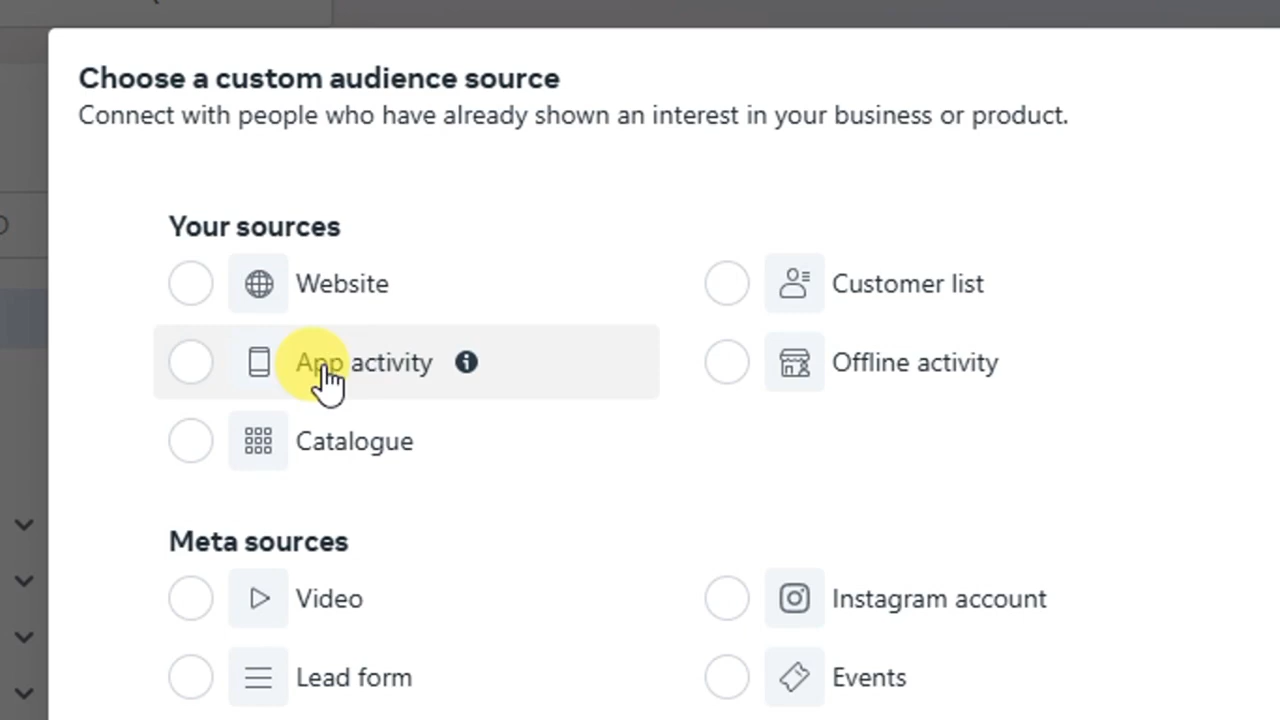 Choose a custom audience source
Connect with people who have already shown an interest in your business or product.
Your sources
Website
Customer list
App activity
Offline activity
Catalogue
Meta sources
Video
Instagram account
Lead form
Events